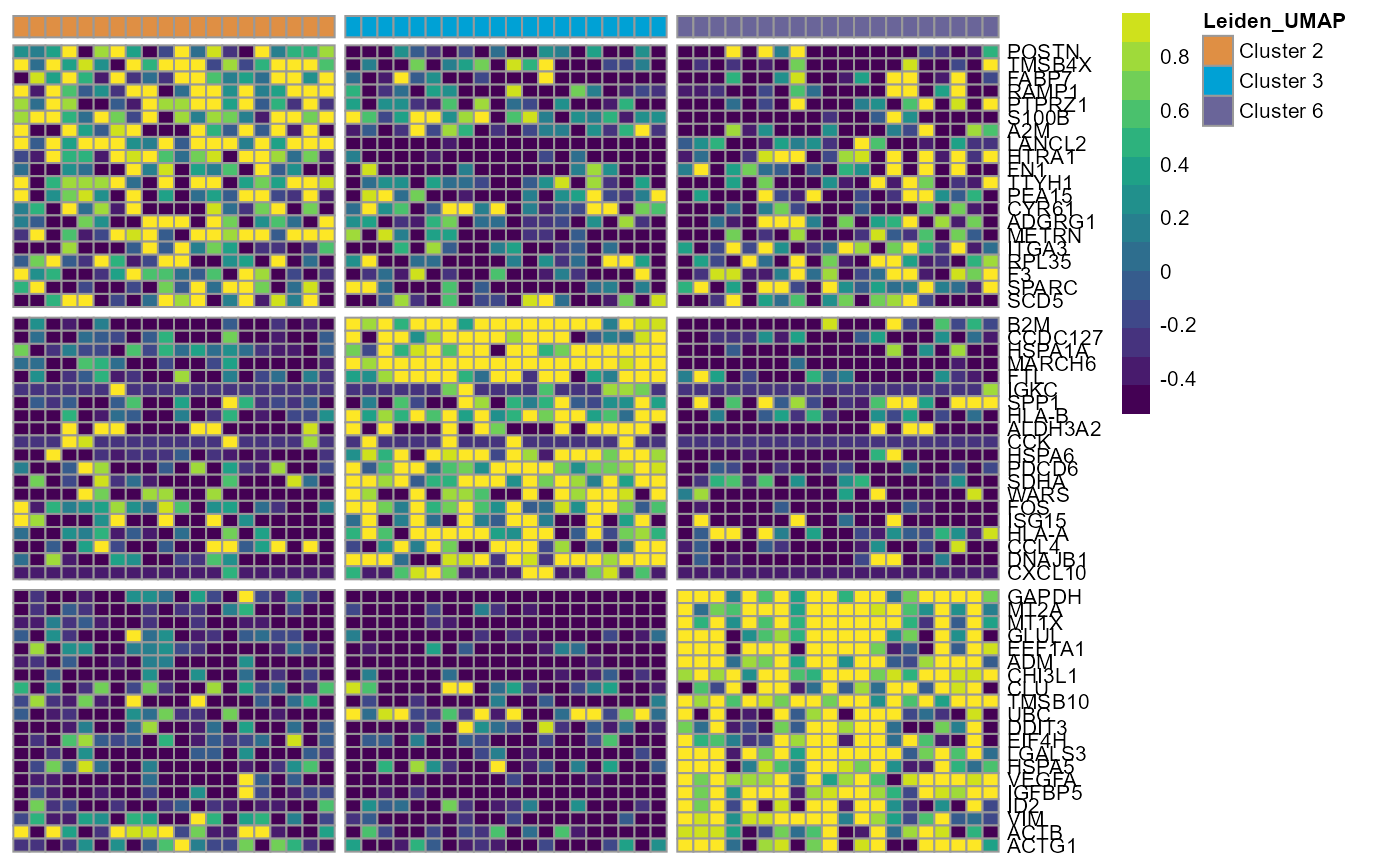 Leiden_UMAP
Cluster 2
Cluster 3
Cluster 6
0.8
0.6
0.4
0.2
0
-0.2
-0.4
POSTN
TMSB4X
FABP7
RAMP1
PTPRZ1
S100B
A2M
LANCL2
HTRA1
FN1
TTYH1
PEA15
CYR61
ADGRG1
METRN
ITGA3
RPL35
F3
SPARC
SCD5
B2M
CCDC127
HSPA1A
MARCH6
FTL
IGKC
SPP1
HLA-B
ALDH3A2
CCK
HSPA6
PDCD6
SDHA
WARS
FOS
ISG15
HLA-A
CCL4
DNAJB1
CXCL10
GAPDH
MT2A
MT1X
GLUL
EEF1A1
ADM
CHI3L1
CLU
TMSB10
UBC
DDIT3
EIF4H
LGALS3
HSPA5
VEGFA
IGFBP5
ID2
VIM
ACTB
ACTG1